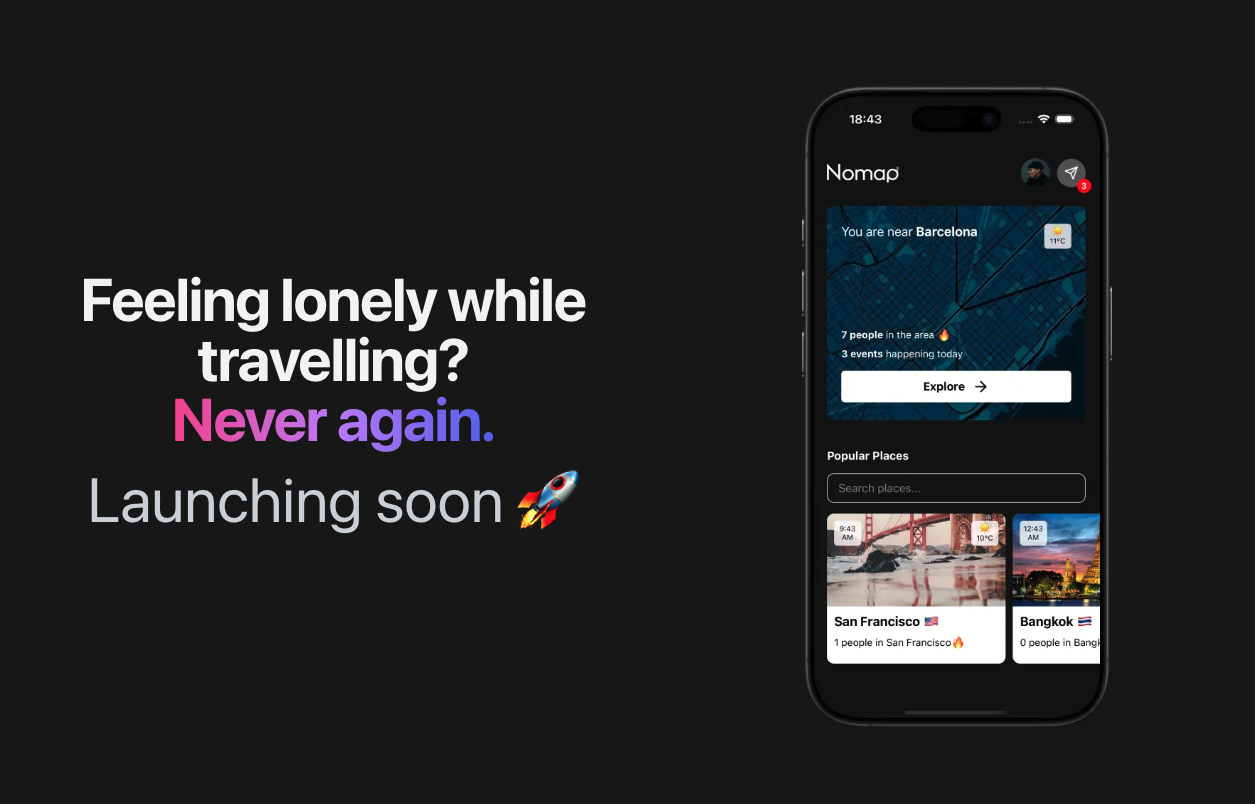 Feeling lonely while
travelling?
Never again.
Launching soon 🚀
18:43
Nomap
3
You are near Barcelona
11°C
7 people in the area 🔥
3 events happening today
Explore →
Popular Places
Search places...
9:43
AM
10°C
San Francisco 🇺🇸
1 people in San Francisco🔥
12:43
AM
Bangkok 🇹🇭
0 people in Bangk